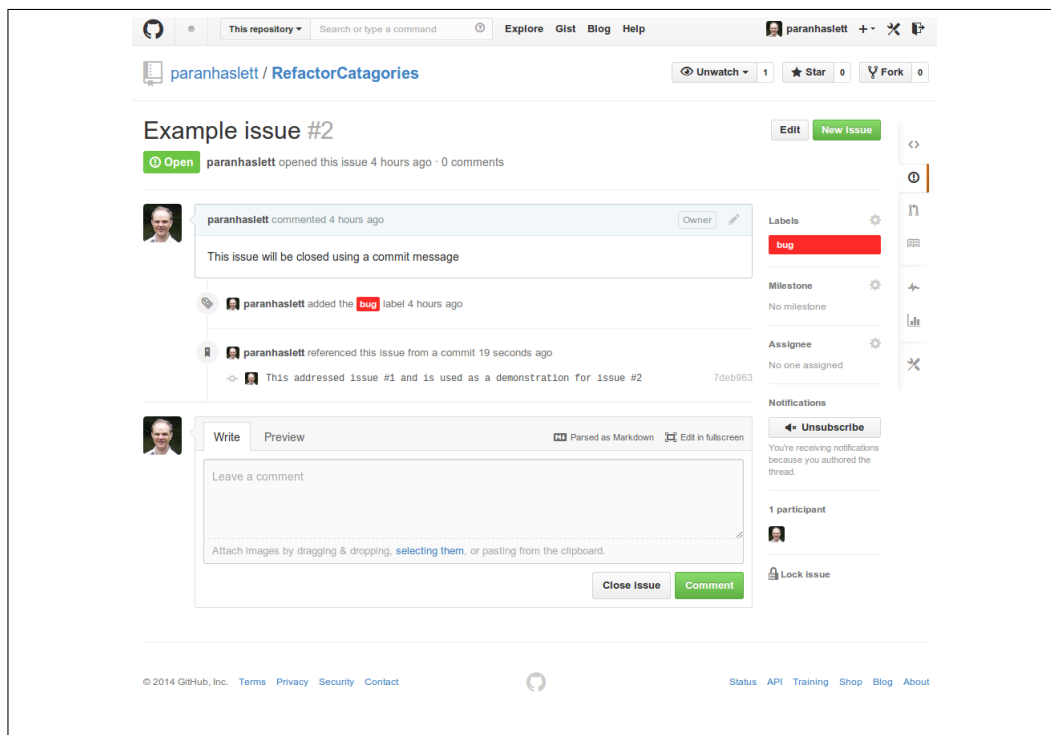 This repository Search or type a command Explore Gist Blog Help paranhaslett
paranhaslett / RefactorCatagories Unwatch 1 Star 0 Fork 0
Example issue #2 Edit New Issue
Open paranhaslett opened this issue 4 hours ago · 0 comments
paranhaslett commented 4 hours ago Owner
This issue will be closed using a commit message
paranhaslett added the bug label 4 hours ago
paranhaslett referenced this issue from a commit 19 seconds ago
This addressed issue #1 and is used as a demonstration for issue #2 7deb963
Labels
bug
Milestone
No milestone
Assignee
No one assigned
Notifications
Unsubscribe
You're receiving notifications
because you authored the
thread.
1 participant
Lock issue
Write Preview Parsed as Markdown Edit in fullscreen
Leave a comment
Attach images by dragging & dropping, selecting them, or pasting from the clipboard.
Close Issue Comment
© 2014 GitHub, Inc. Terms Privacy Security Contact Status API Training Shop Blog About